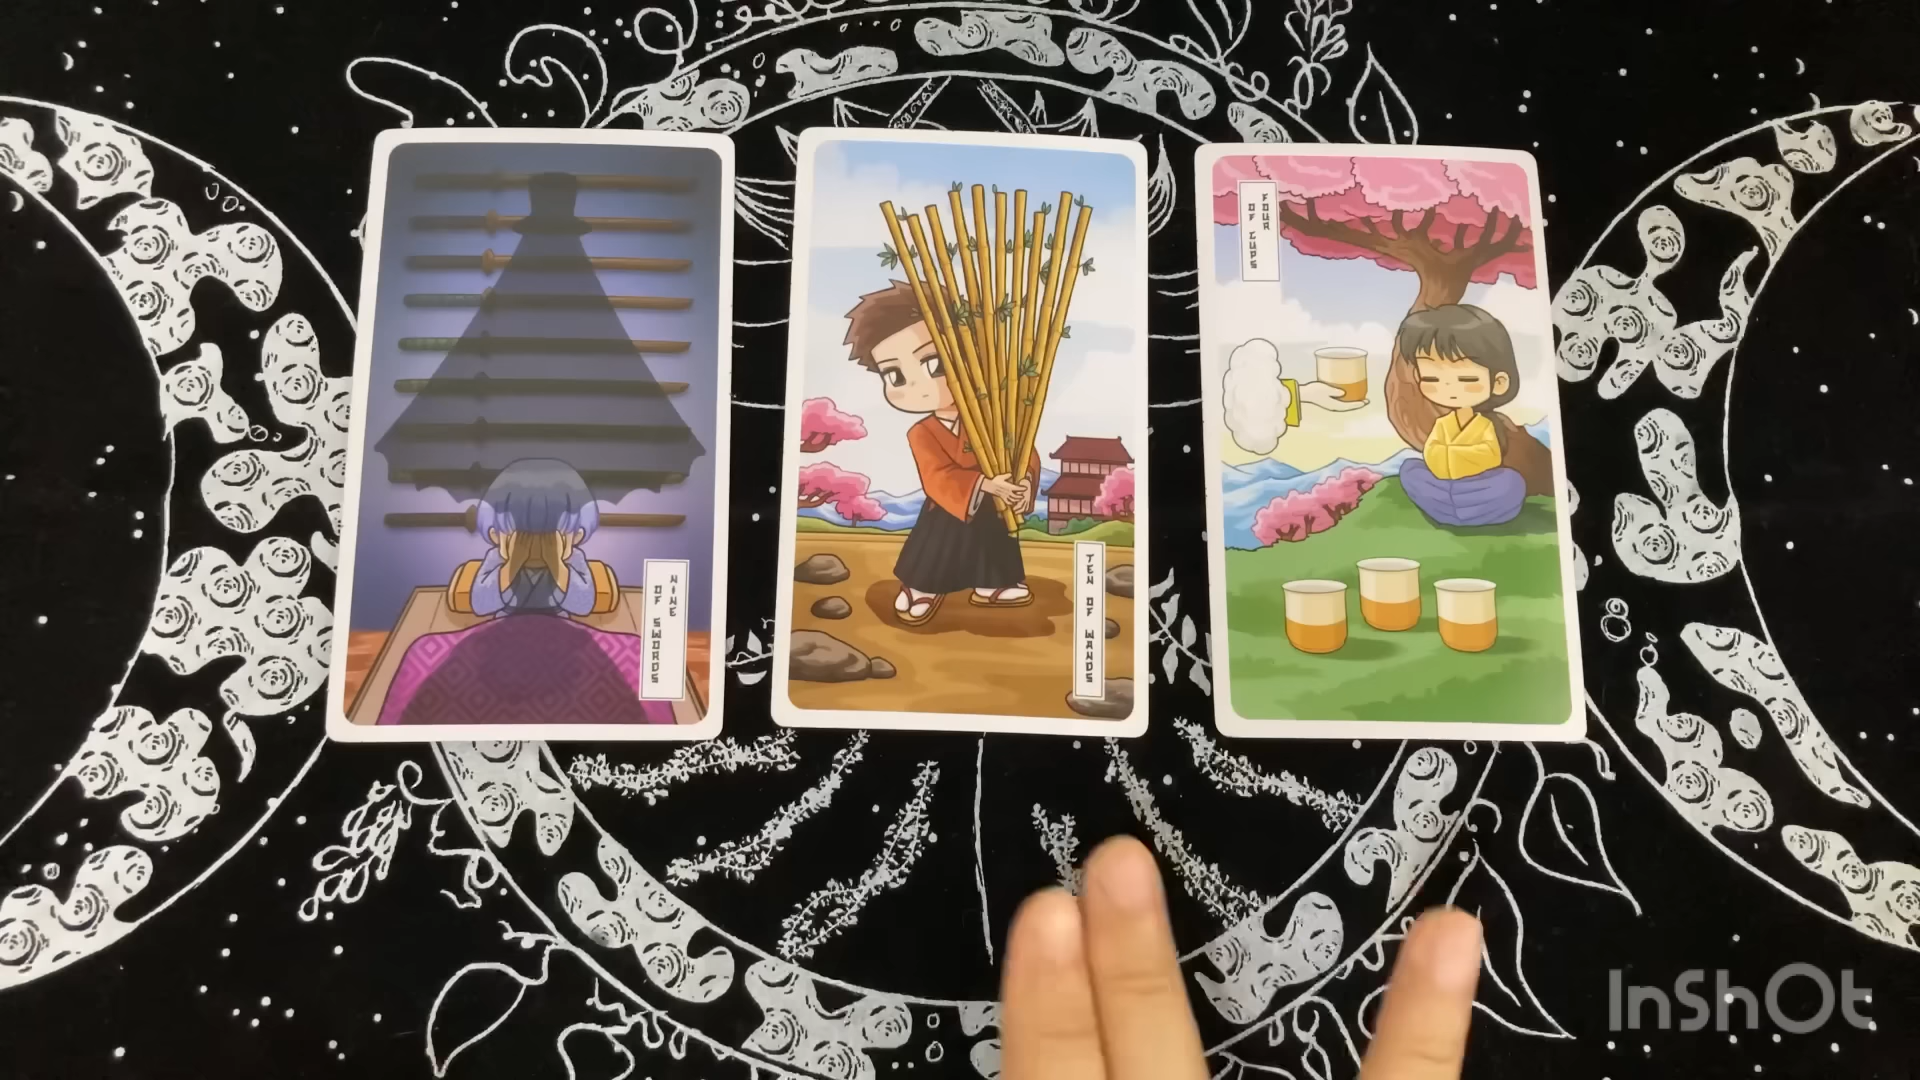 NINE
OF SWORDS
TEN OF WANDS
FOUR
OF CUPS
InShOt